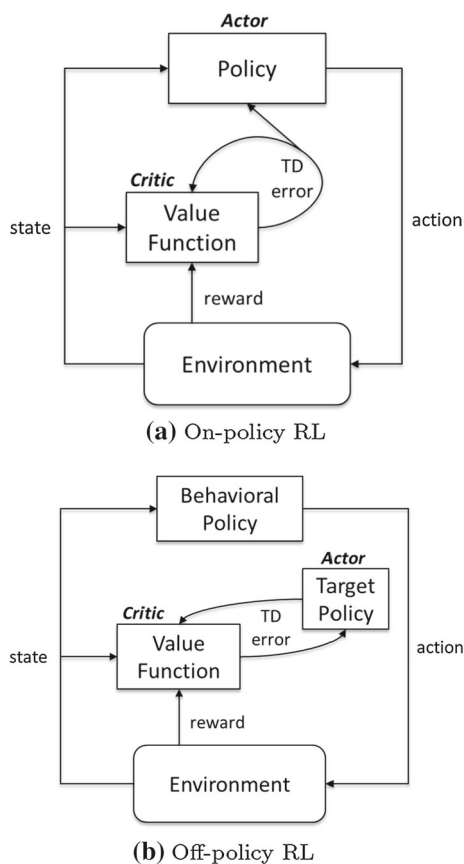 Actor
Policy
TD
error
Critic
Value
Function
state
action
reward
Environment
(a) On-policy RL
Behavioral
Policy
Actor
Target
Policy
TD
error
Critic
Value
Function
state
action
reward
Environment
(b) Off-policy RL